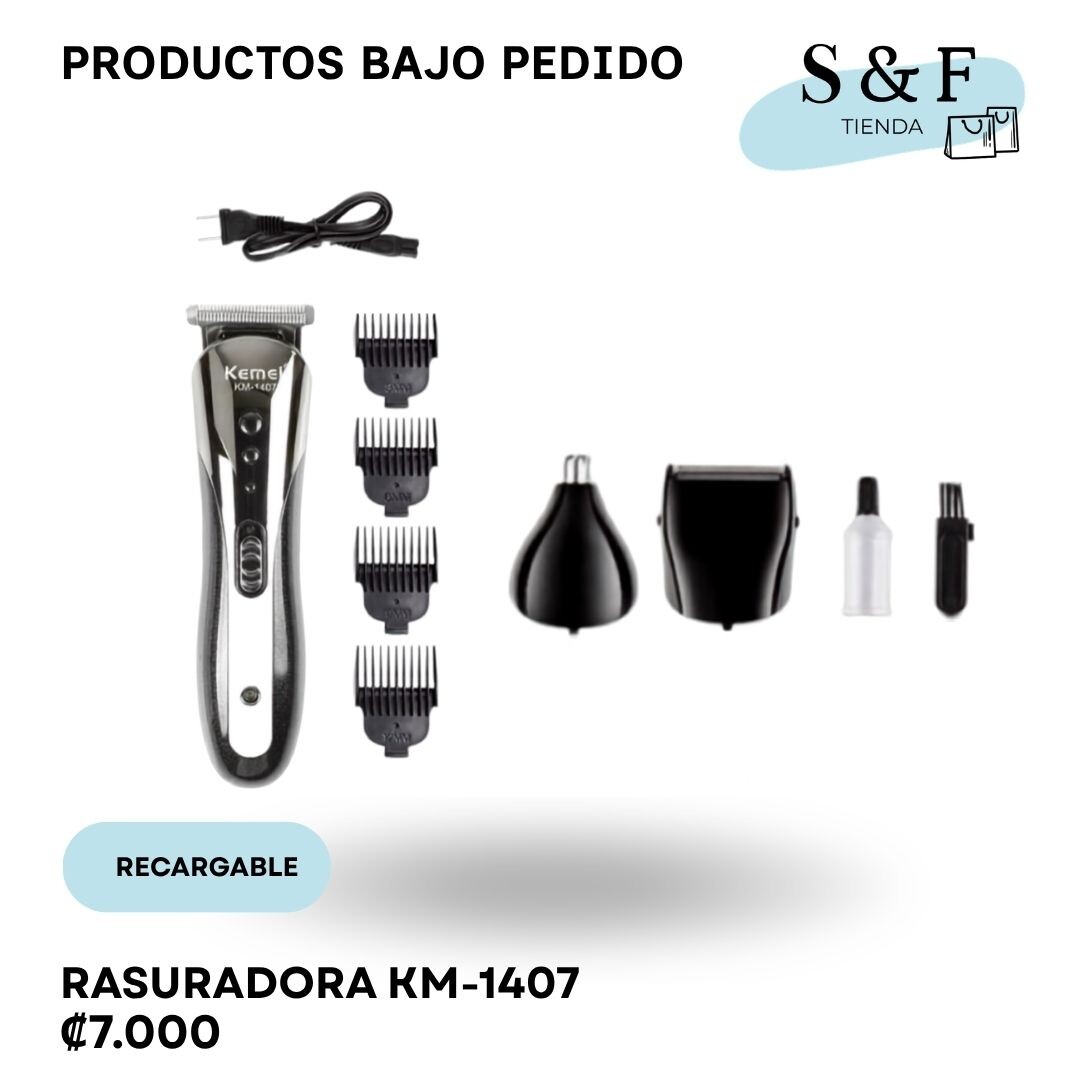 PRODUCTOS BAJO PEDIDO
S & F
TIENDA
Kemei
KM-1407
RECARGABLE
RASURADORA KM-1407
₡7.000